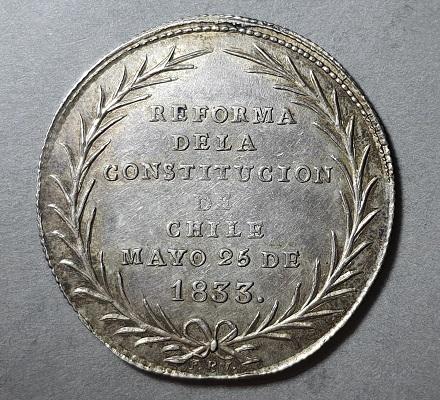 REFORMA
DE LA
CONSTITUCION
DE
CHILE
MAYO 25 DE
1833.